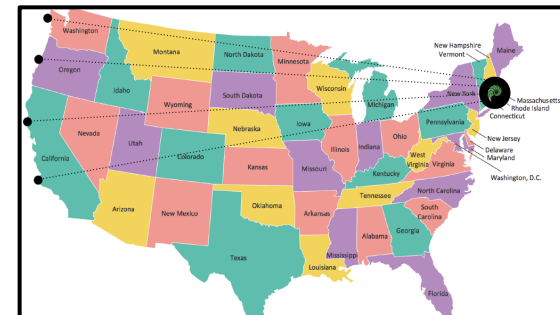 Washington
Montana
North Dakota
Minnesota
New Hampshire
Vermont
Maine
Oregon
Idaho
South Dakota
Wisconsin
Michigan
New York
Massachusetts
Rhode Island
Connecticut
Wyoming
Nebraska
Iowa
Pennsylvania
New Jersey
Nevada
Utah
Colorado
Illinois
Indiana
Ohio
Delaware
Maryland
California
Kansas
Missouri
West
Virginia
Virginia
Kentucky
Washington, D.C.
Arizona
New Mexico
Oklahoma
Arkansas
Tennessee
North Carolina
South
Carolina
Texas
Louisiana
Mississippi
Alabama
Georgia
Florida